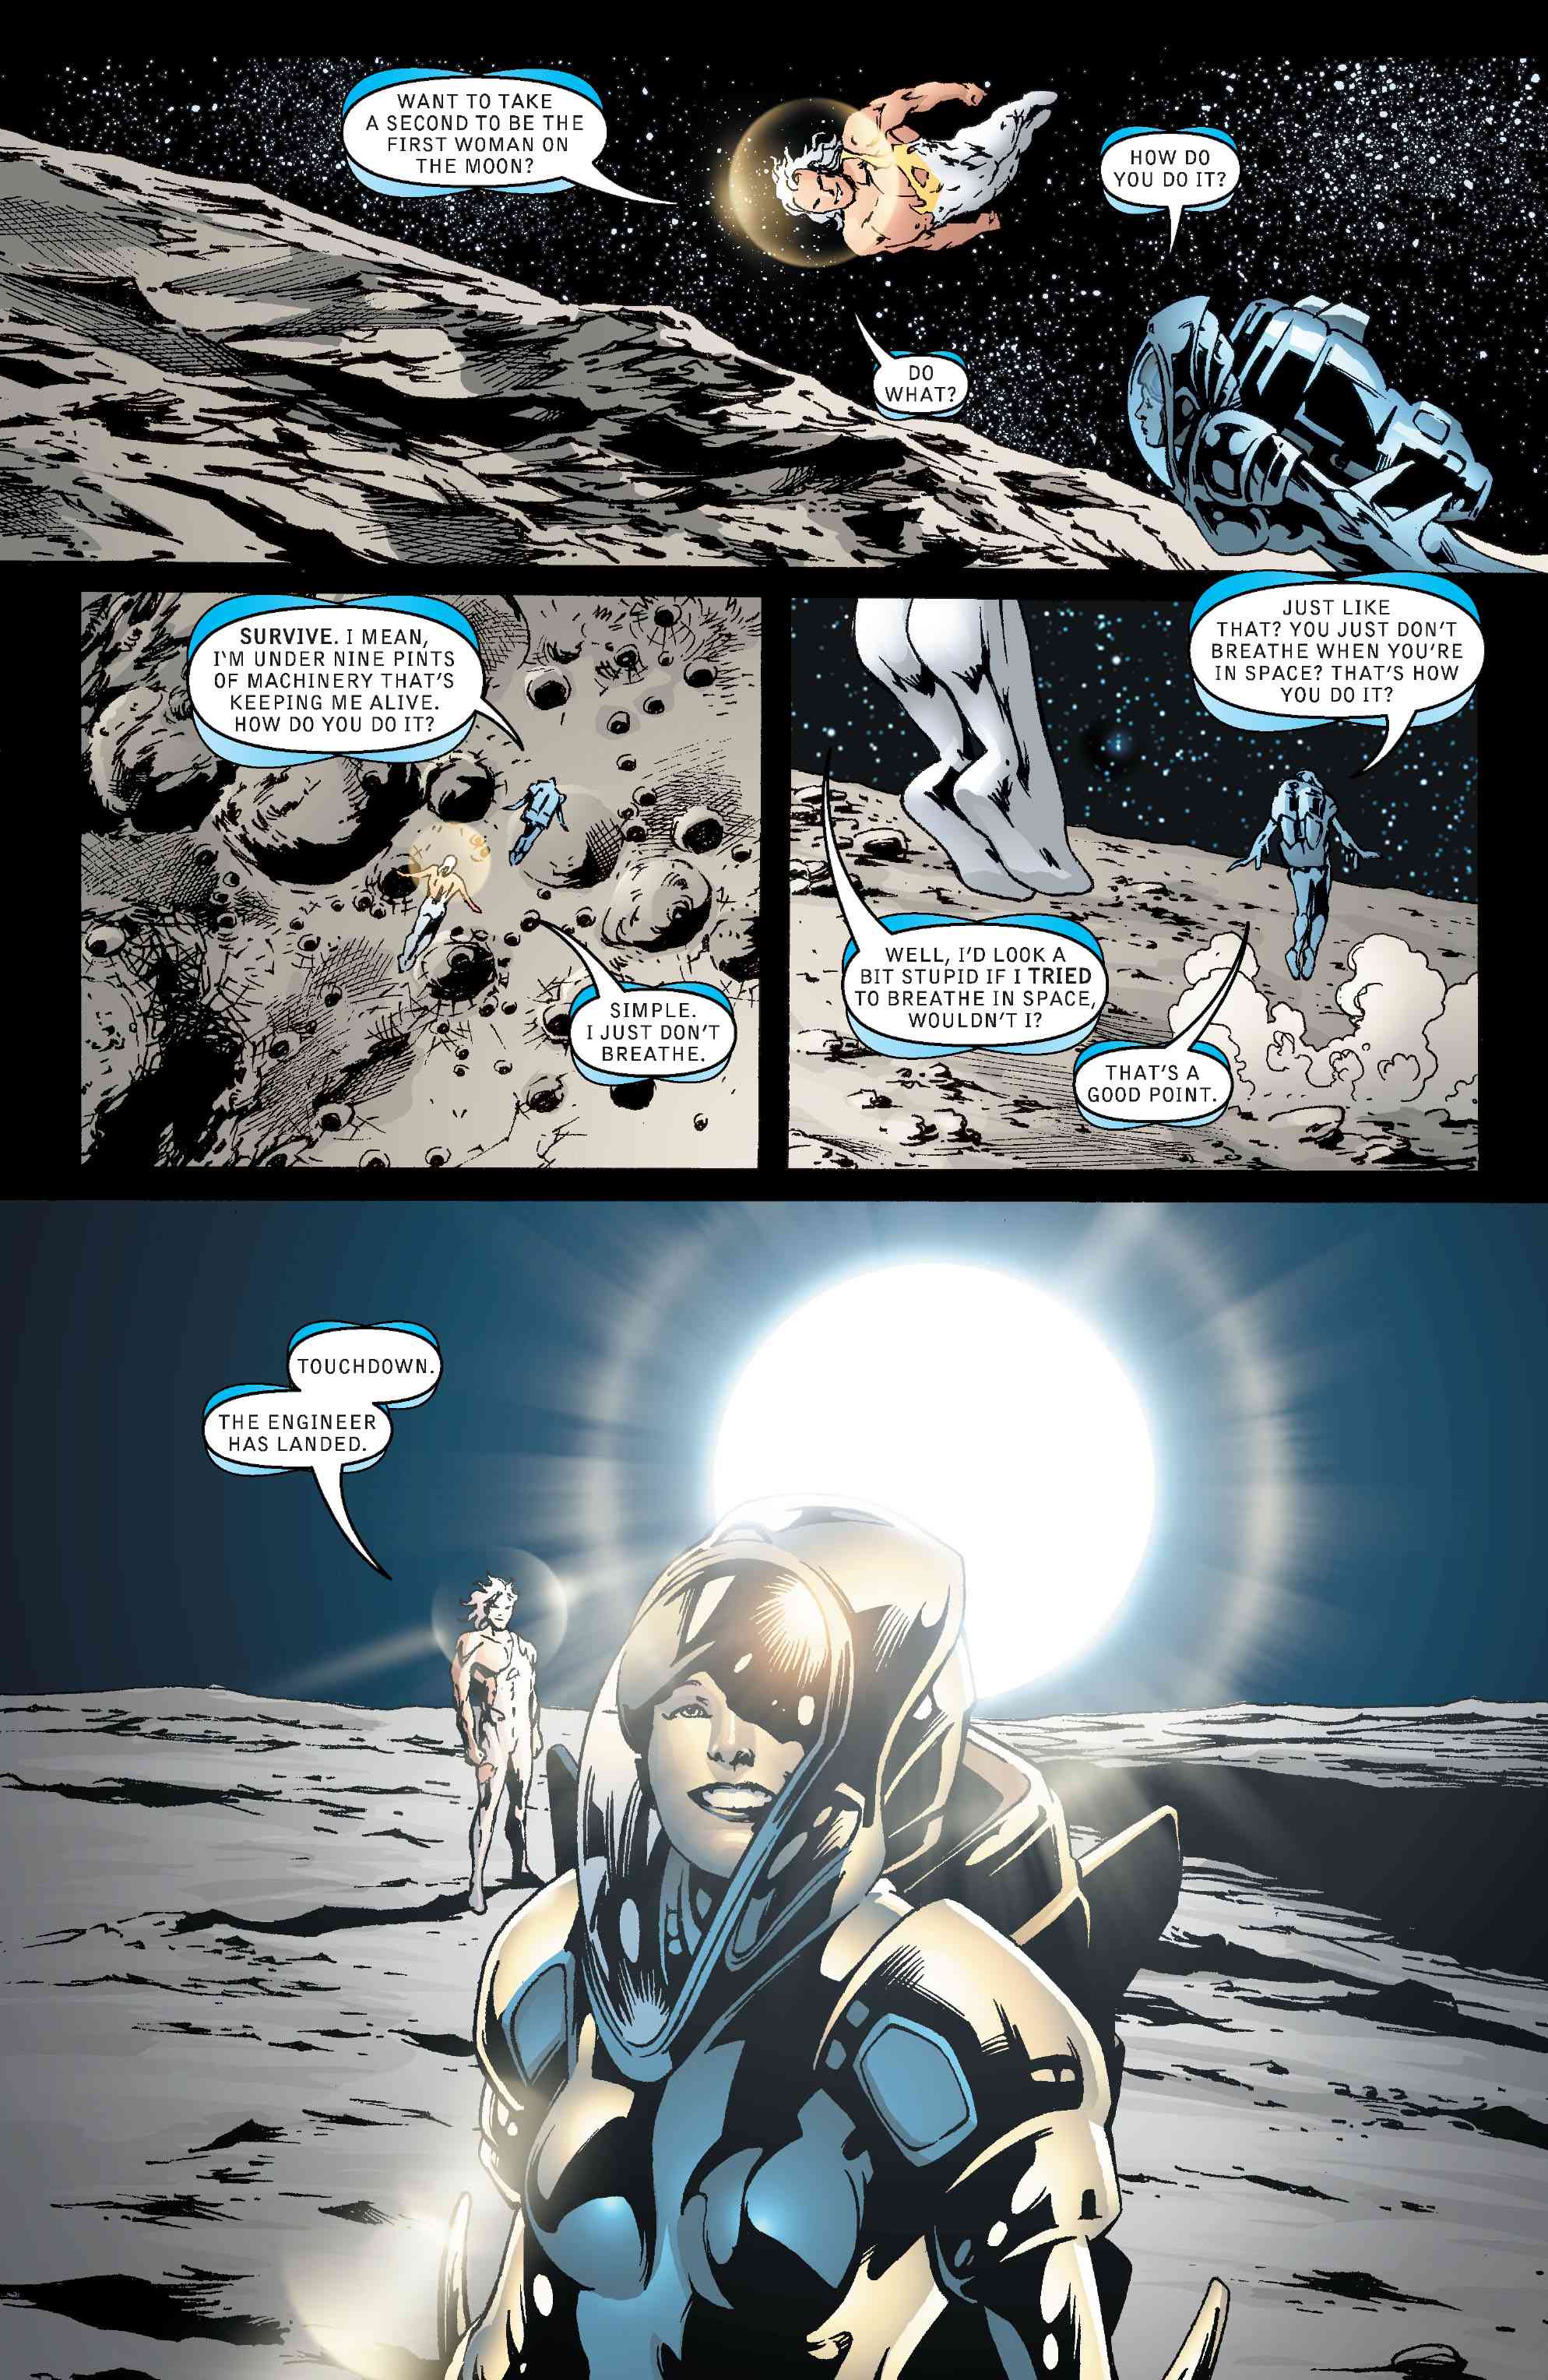 WANT TO TAKE
A SECOND TO BE THE
FIRST WOMAN ON
THE MOON?
HOW DO
YOU DO IT?
DO
WHAT?
SURVIVE. I MEAN,
I'M UNDER NINE PINTS
OF MACHINERY THAT'S
KEEPING ME ALIVE.
HOW DO YOU DO IT?
SIMPLE.
I JUST DON'T
BREATHE.
JUST LIKE
THAT? YOU JUST DON'T
BREATHE WHEN YOU'RE
IN SPACE? THAT'S HOW
YOU DO IT?
WELL, I'D LOOK A
BIT STUPID IF I TRIED
TO BREATHE IN SPACE,
WOULDN'T I?
THAT'S A
GOOD POINT.
TOUCHDOWN.
THE ENGINEER
HAS LANDED.